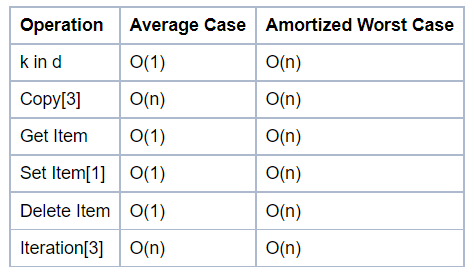 Operation Average Case Amortized Worst Case
k in d O(1) O(n)
Copy[3] O(n) O(n)
Get Item O(1) O(n)
Set Item[1] O(1) O(n)
Delete Item O(1) O(n)
Iteration[3] O(n) O(n)